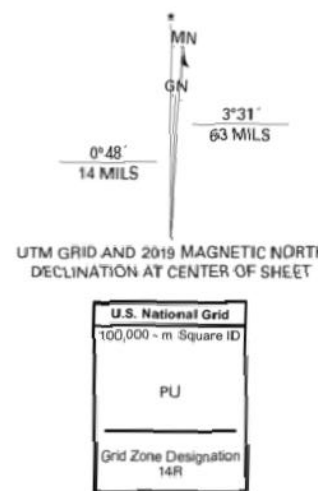 *
MN
GN
3°31´
63 MILS
0°48´
14 MILS
UTM GRID AND 2019 MAGNETIC NORTH
DECLINATION AT CENTER OF SHEET
U.S. National Grid
100,000 - m Square ID
PU
Grid Zone Designation
14R